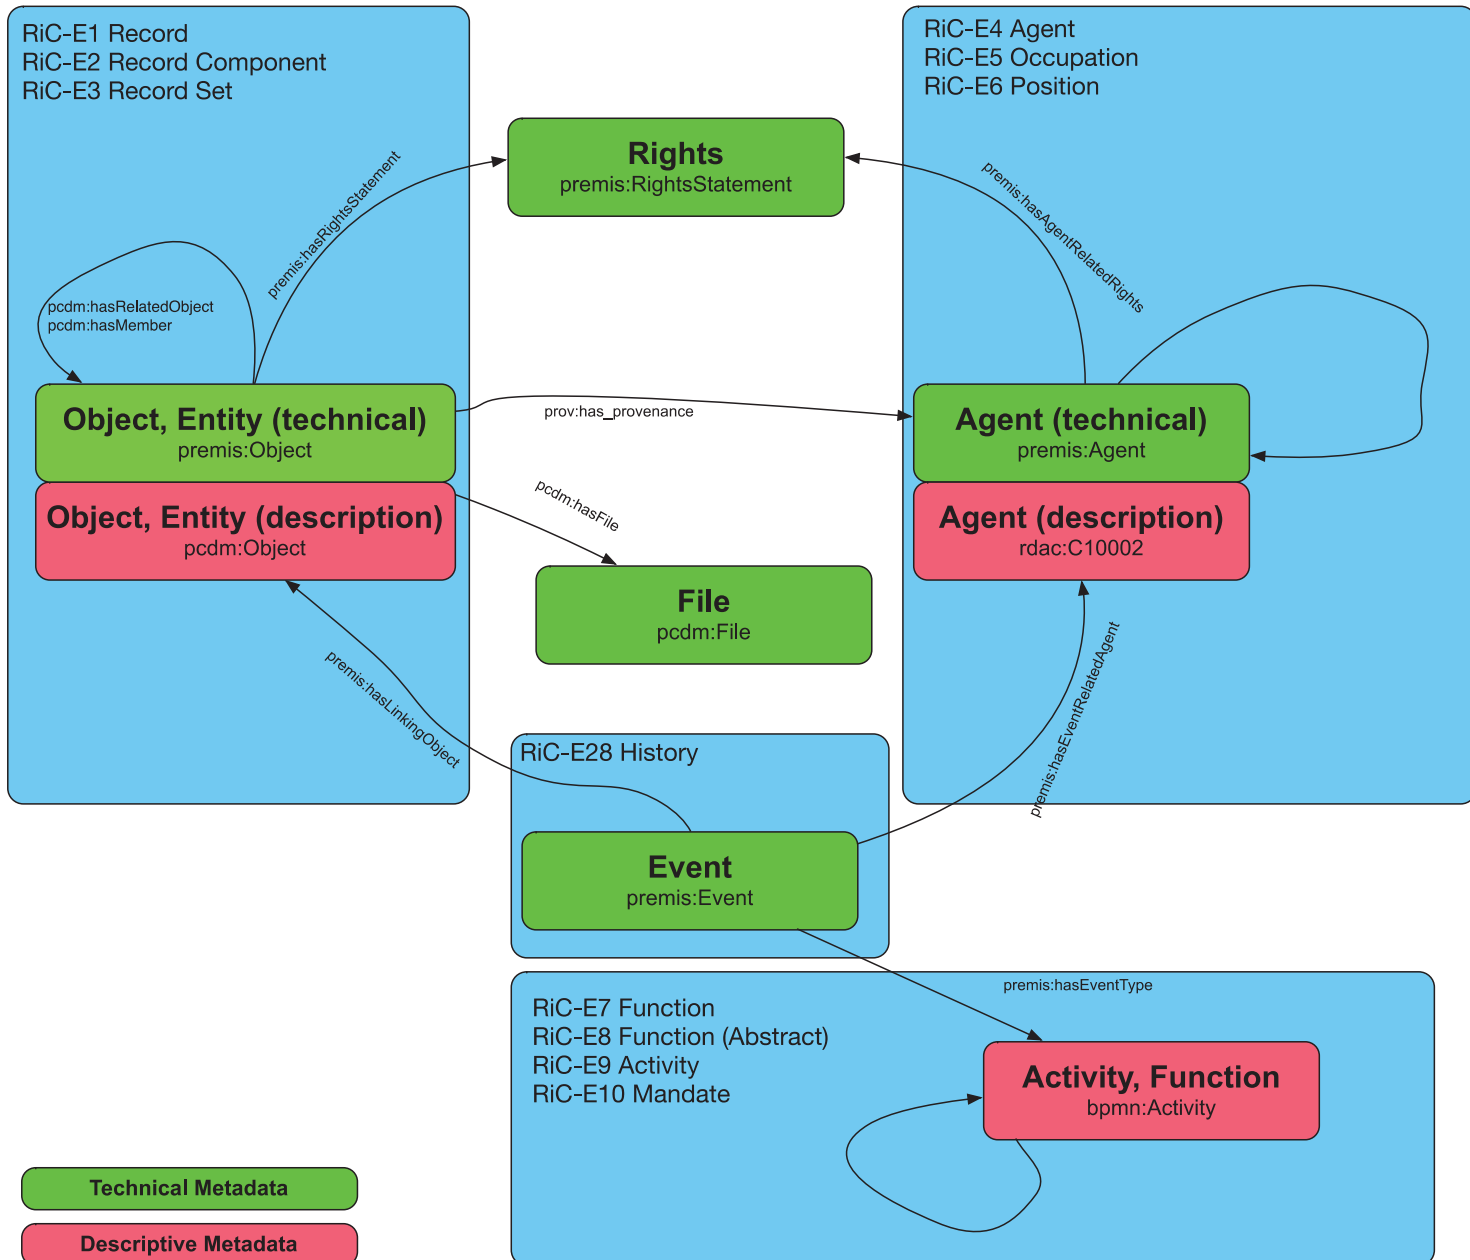 RiC-E1 Record
RiC-E2 Record Component
RiC-E3 Record Set
RiC-E4 Agent
RiC-E5 Occupation
RiC-E6 Position
Rights
premis:RightsStatement
premis:hasRightsStatement
premis:hasAgentRelatedRights
pcdm:hasRelatedObject
pcdm:hasMember
Object, Entity (technical)
premis:Object
prov:has_provenance
Agent (technical)
premis:Agent
Object, Entity (description)
pcdm:Object
pcdm:hasFile
Agent (description)
rdac:C10002
File
pcdm:File
premis:hasLinkingObject
premis:hasEventRelatedAgent
RiC-E28 History
Event
premis:Event
premis:hasEventType
RiC-E7 Function
RiC-E8 Function (Abstract)
RiC-E9 Activity
RiC-E10 Mandate
Activity, Function
bpmn:Activity
Technical Metadata
Descriptive Metadata